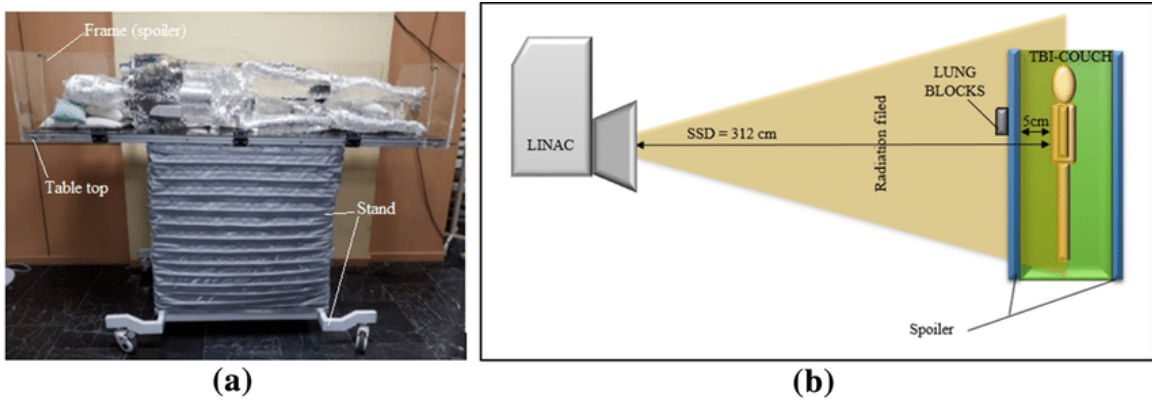 Frame (spoiler)
Table top
Stand
(a)
LINAC
SSD = 312 cm
Radiation filed
LUNG
BLOCKS
TBI-COUCH
5cm
Spoiler
(b)